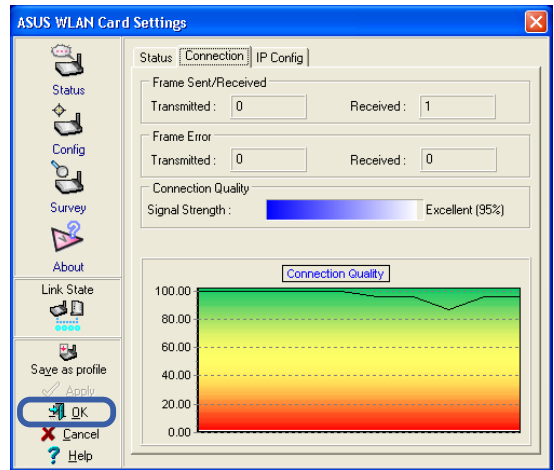 ASUS WLAN Card Settings
Status
Config
Survey
About
Link State
Save as profile
Apply
OK
Cancel
Help
Status Connection IP Config
Frame Sent/Received
Transmitted : 0 Received : 1
Frame Error
Transmitted : 0 Received : 0
Connection Quality
Signal Strength : Excellent (95%)
Connection Quality
100.00
80.00
60.00
40.00
20.00
0.00